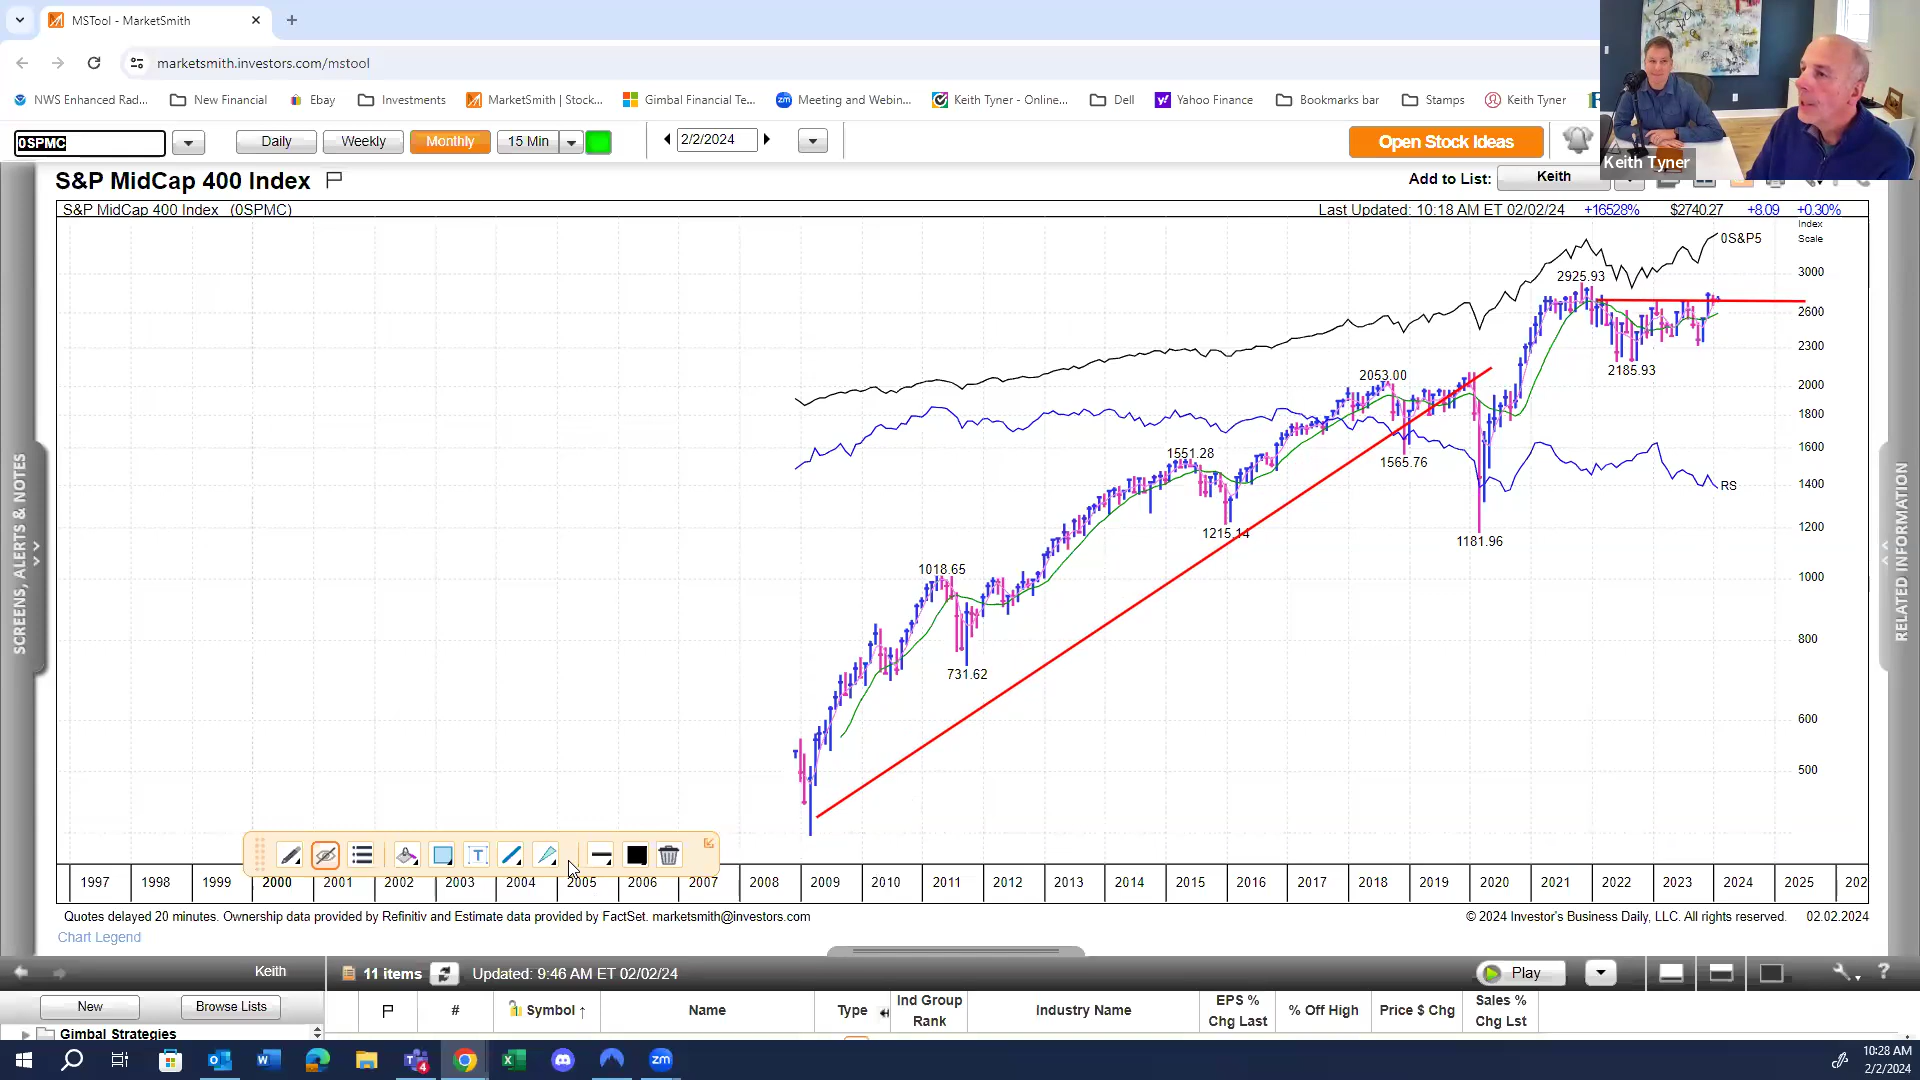 MSTool - MarketSmith
marketsmith.investors.com/mstool
NWS Enhanced Rad...
New Financial
Ebay
Investments
MarketSmith | Stock...
Gimbal Financial Te...
Meeting and Webin...
Keith Tyner - Online...
Dell
Yahoo Finance
Bookmarks bar
Stamps
Keith Tyner
0SPMC
Daily
Weekly
Monthly
15 Min
2/2/2024
Open Stock Ideas
Keith Tyner
S&P MidCap 400 Index
Add to List:
Keith
S&P MidCap 400 Index (0SPMC)
Last Updated: 10:18 AM ET 02/02/24 +16528% $2740.27 +8.09 +0.30%
Index
Scale
0S&P5
3000
2600
2300
2000
1800
1600
1400
1200
1000
800
600
500
2925.93
2185.93
2053.00
1565.76
1551.28
1215.14
1181.96
1018.65
731.62
RS
SCREENS, ALERTS & NOTES
RELATED INFORMATION
T
1997 1998 1999 2000 2001 2002 2003 2004 2005 2006 2007 2008 2009 2010 2011 2012 2013 2014 2015 2016 2017 2018 2019 2020 2021 2022 2023 2024 2025 202
Quotes delayed 20 minutes. Ownership data provided by Refinitiv and Estimate data provided by FactSet. marketsmith@investors.com
© 2024 Investor's Business Daily, LLC. All rights reserved. 02.02.2024
Chart Legend
Keith
11 items
Updated: 9:46 AM ET 02/02/24
Play
?
New
Browse Lists
Gimbal Strategies
#
Symbol
Name
Type
Ind Group
Rank
Industry Name
EPS %
Chg Last
% Off High
Price $ Chg
Sales %
Chg Lst
4
zm
10:28 AM
2/2/2024